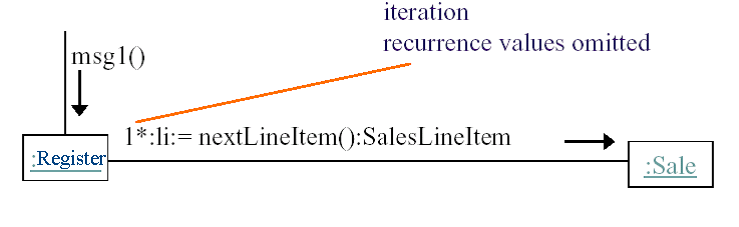 iteration
recurrence values omitted
msg1()
1*:li:= nextLineItem():SalesLineItem
:Register
:Sale